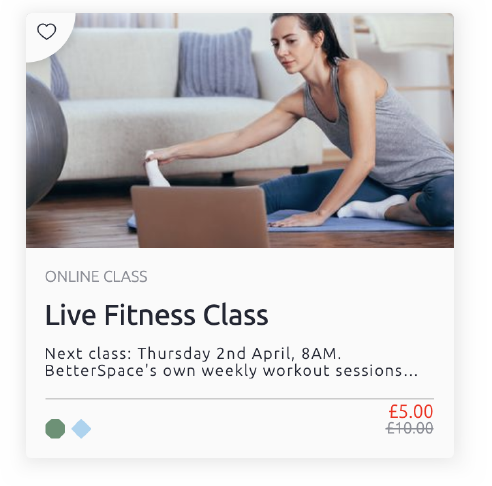 ONLINE CLASS
Live Fitness Class
Next class: Thursday 2nd April, 8AM.
BetterSpace's own weekly workout sessions...
£5.00
£10.00